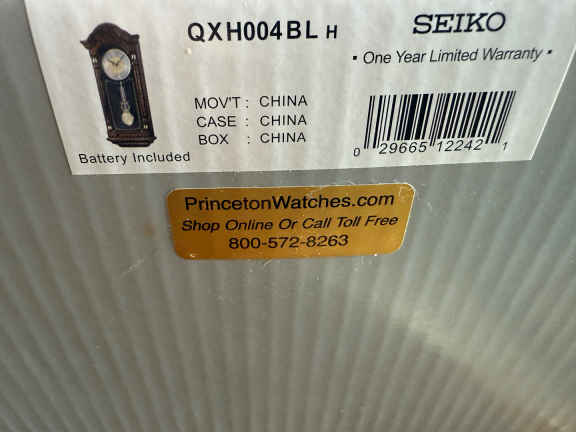 QXH004BL H
SEIKO
▪ One Year Limited Warranty ▪
MOV'T : CHINA
CASE : CHINA
BOX : CHINA
Battery Included
0 29665 12242 1
PrincetonWatches.com
Shop Online Or Call Toll Free
800-572-8263